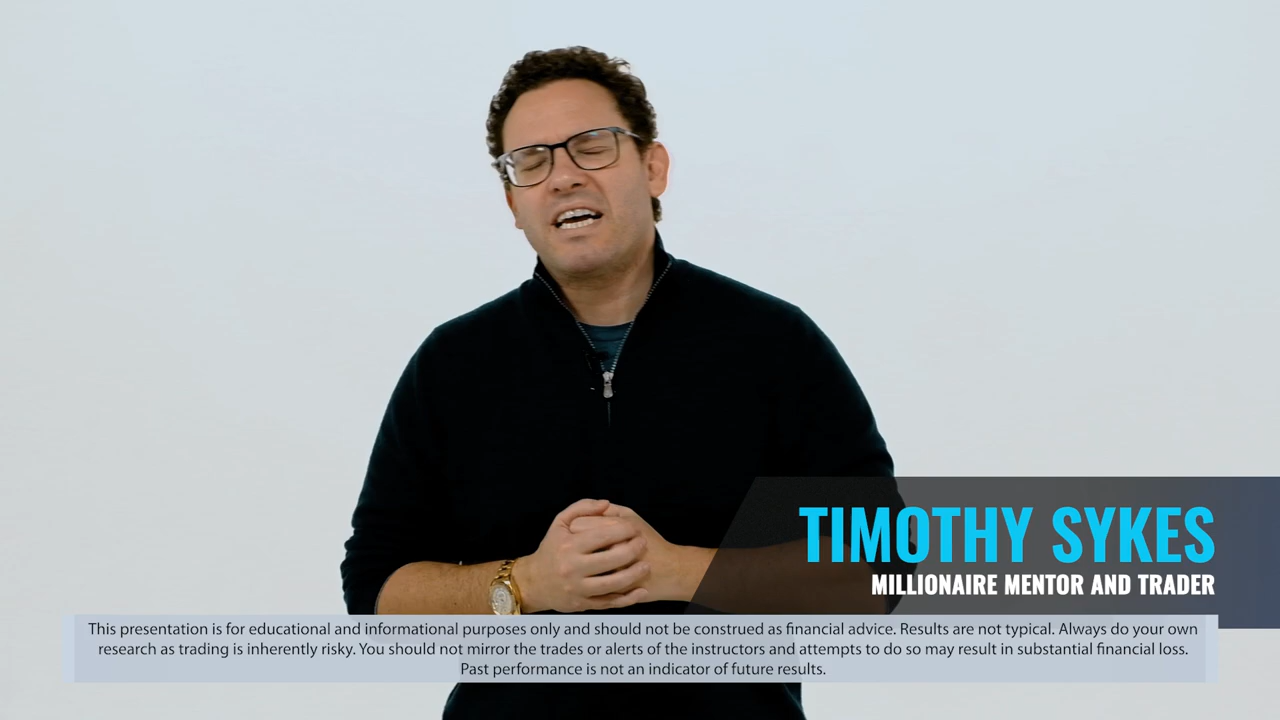 TIMOTHY SYKES
MILLIONAIRE MENTOR AND TRADER
This presentation is for educational and informational purposes only and should not be construed as financial advice. Results are not typical. Always do your own
research as trading is inherently risky. You should not mirror the trades or alerts of the instructors and attempts to do so may result in substantial financial loss.
Past performance is not an indicator of future results.